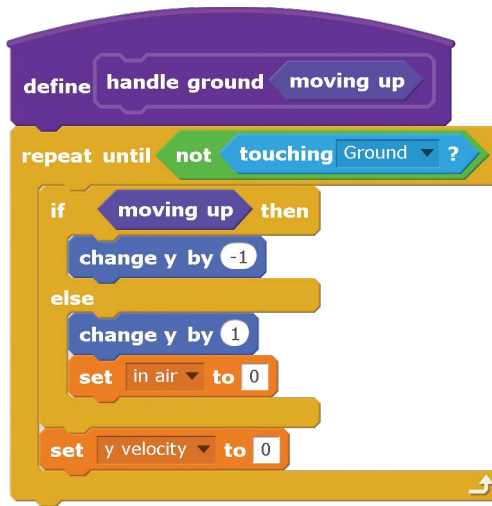 define handle ground moving up
repeat until not touching Ground ?
if moving up then
change y by -1
else
change y by 1
set in air to 0
set y velocity to 0